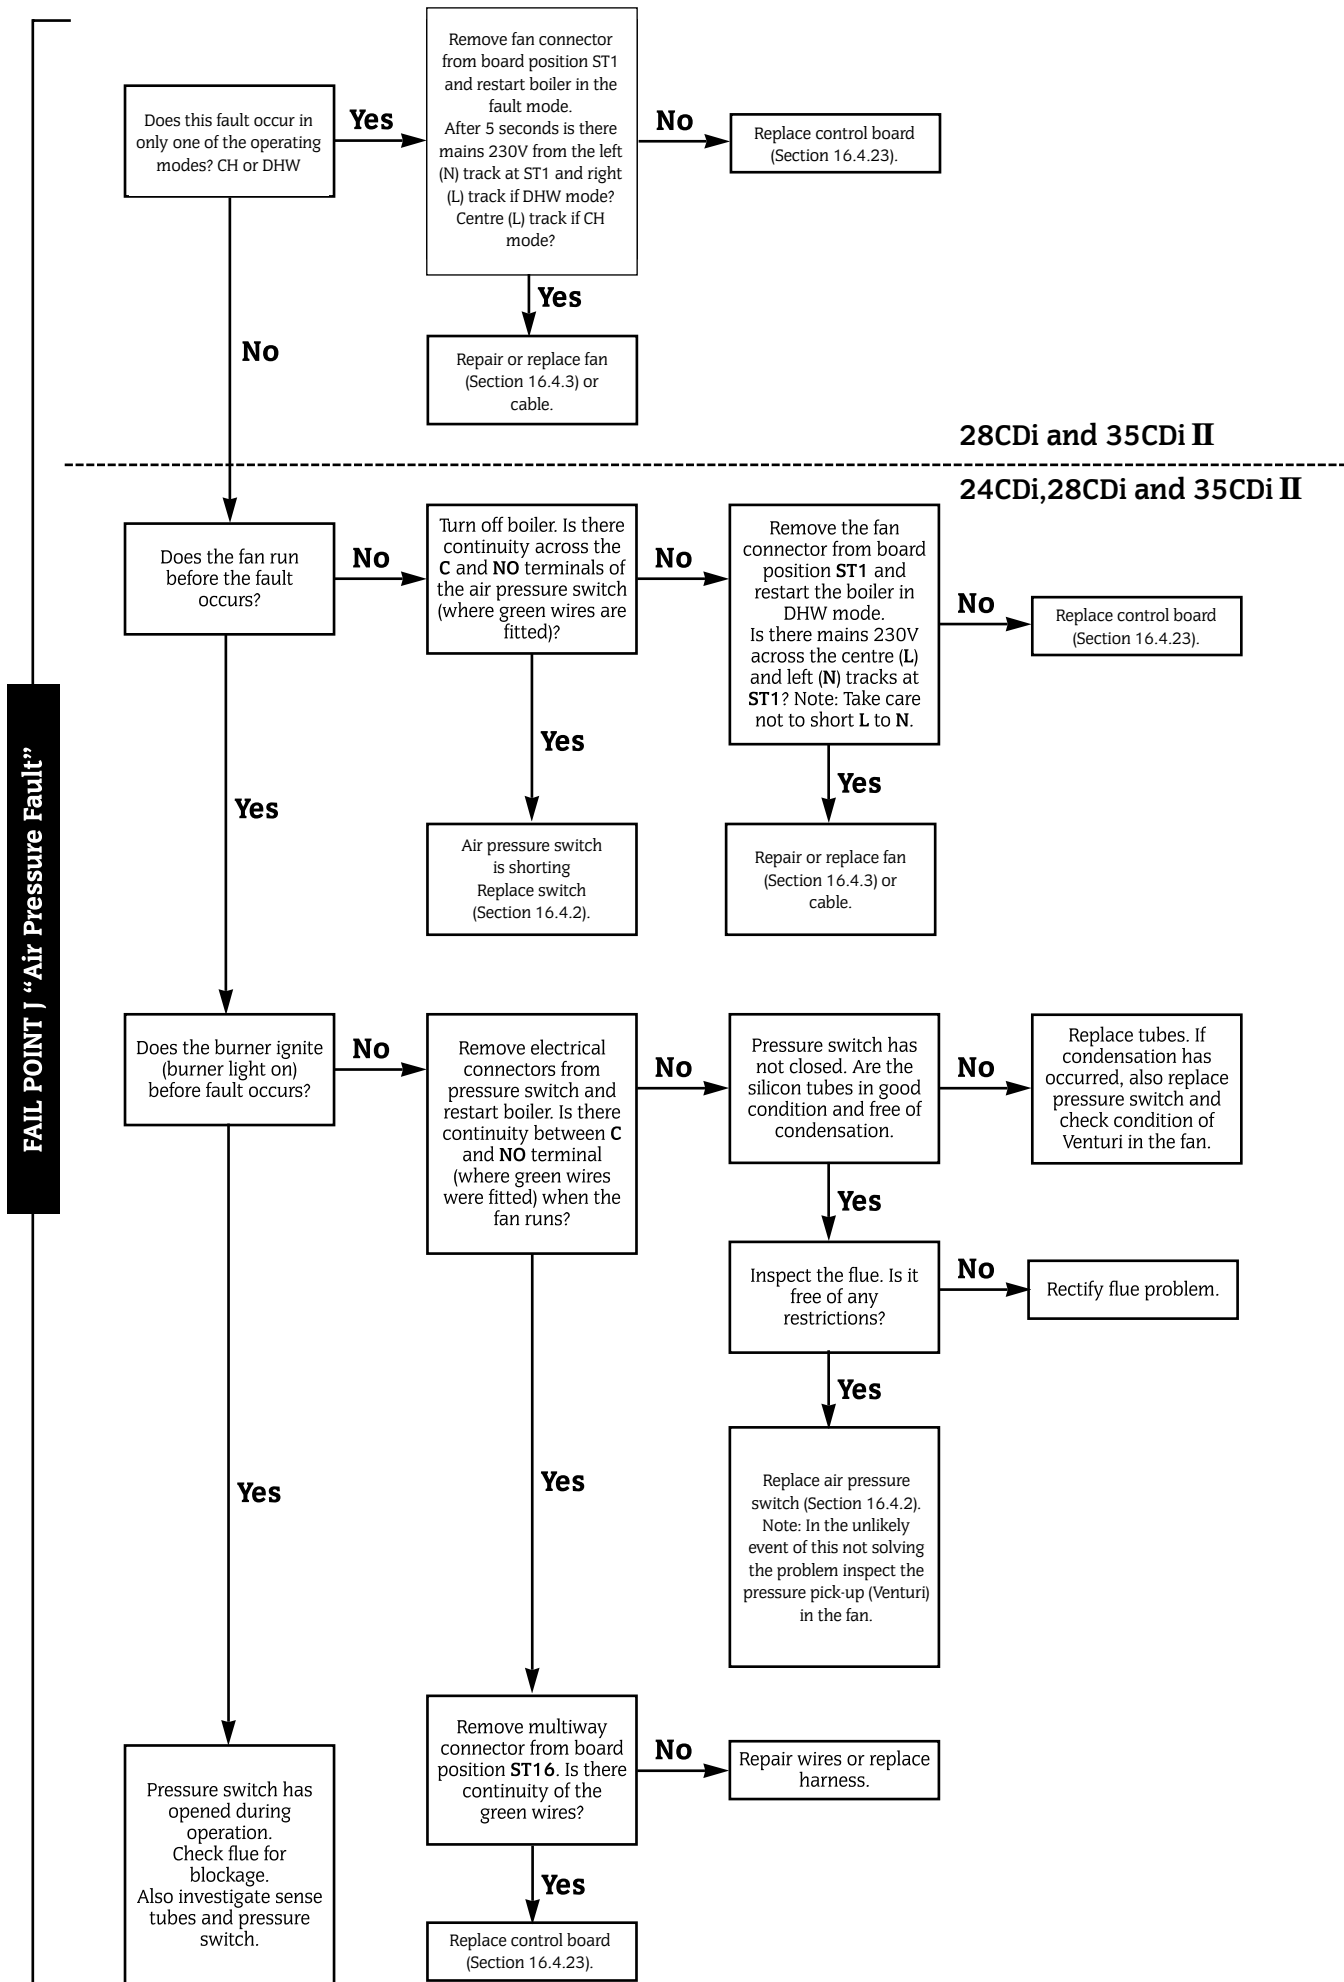 Does this fault occur in
only one of the operating
modes? CH or DHW
Yes
Remove fan connector
from board position ST1
and restart boiler in the
fault mode.
After 5 seconds is there
mains 230V from the left
(N) track at ST1 and right
(L) track if DHW mode?
Centre (L) track if CH
mode?
No
Replace control board
(Section 16.4.23).
Yes
Repair or replace fan
(Section 16.4.3) or
cable.
No
28CDi and 35CDi II
24CDi,28CDi and 35CDi II
Does the fan run
before the fault
occurs?
No
Turn off boiler. Is there
continuity across the
C and NO terminals of
the air pressure switch
(where green wires are
fitted)?
No
Remove the fan
connector from board
position ST1 and
restart the boiler in
DHW mode.
Is there mains 230V
across the centre (L)
and left (N) tracks at
ST1? Note: Take care
not to short L to N.
No
Replace control board
(Section 16.4.23).
Yes
Air pressure switch
is shorting
Replace switch
(Section 16.4.2).
Yes
Repair or replace fan
(Section 16.4.3) or
cable.
Yes
FAIL POINT J “Air Pressure Fault”
Does the burner ignite
(burner light on)
before fault occurs?
No
Remove electrical
connectors from
pressure switch and
restart boiler. Is there
continuity between C
and NO terminal
(where green wires
were fitted) when the
fan runs?
No
Pressure switch has
not closed. Are the
silicon tubes in good
condition and free of
condensation.
No
Replace tubes. If
condensation has
occurred, also replace
pressure switch and
check condition of
Venturi in the fan.
Yes
Inspect the flue. Is it
free of any
restrictions?
No
Rectify flue problem.
Yes
Replace air pressure
switch (Section 16.4.2).
Note: In the unlikely
event of this not solving
the problem inspect the
pressure pick-up (Venturi)
in the fan.
Yes
Yes
Pressure switch has
opened during
operation.
Check flue for
blockage.
Also investigate sense
tubes and pressure
switch.
Remove multiway
connector from board
position ST16. Is there
continuity of the
green wires?
No
Repair wires or replace
harness.
Yes
Replace control board
(Section 16.4.23).